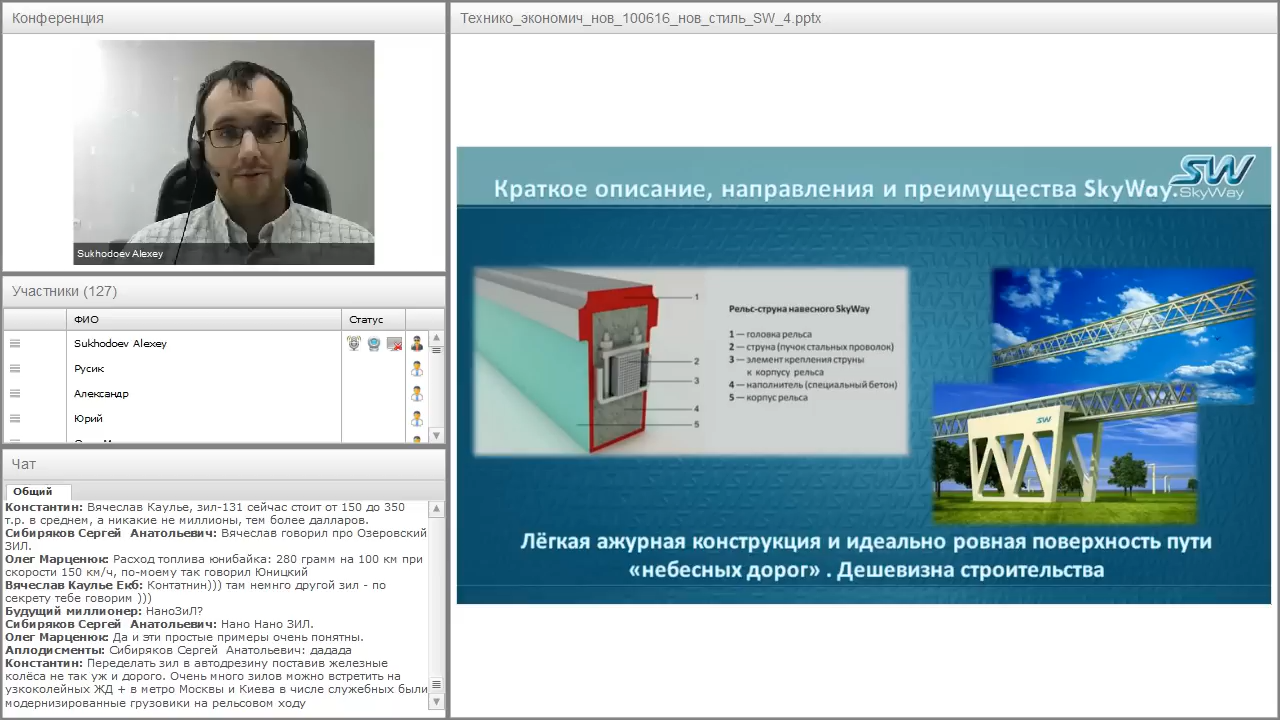 Конференция
Sukhodoev Alexey
Участники (127)
ФИО
Статус
Sukhodoev Alexey
Русик
Александр
Юрий
Чат
Общий
Константин: Вячеслав Каулье, зил-131 сейчас стоит от 150 до 350
т.р. в среднем, а никакие не миллионы, тем более далларов.
Сибиряков Сергей Анатольевич: Вячеслав говорил про Озеровский
ЗИЛ.
Олег Марценюк: Расход топлива юнибайка: 280 грамм на 100 км при
скорости 150 км/ч, по-моему так говорил Юницкий
Вячеслав Каулье Екб: Контатнин))) там немнго другой зил - по
секрету тебе говорим )))
Будущий миллионер: НаноЗиЛ?
Сибиряков Сергей Анатольевич: Нано Нано ЗИЛ.
Олег Марценюк: Да и эти простые примеры очень понятны.
Аплодисменты: Сибиряков Сергей Анатольевич: дадада
Константин: Переделать зил в автодрезину поставив железные
колёса не так уж и дорого. Очень много зилов можно встретить на
узкоколейных ЖД + в метро Москвы и Киева в числе служебных были
модернизированные грузовики на рельсовом ходу
Технико_экономич_нов_100616_нов_стиль_SW_4.pptx
Краткое описание, направления и преимущества SkyWay.
SW
SkyWay
1
2
3
4
5
Рельс-струна навесного SkyWay
1 — головка рельса
2 — струна (пучок стальных проволок)
3 — элемент крепления струны
к корпусу рельса
4 — наполнитель (специальный бетон)
5 — корпус рельса
SW
Лёгкая ажурная конструкция и идеально ровная поверхность пути
«небесных дорог» . Дешевизна строительства